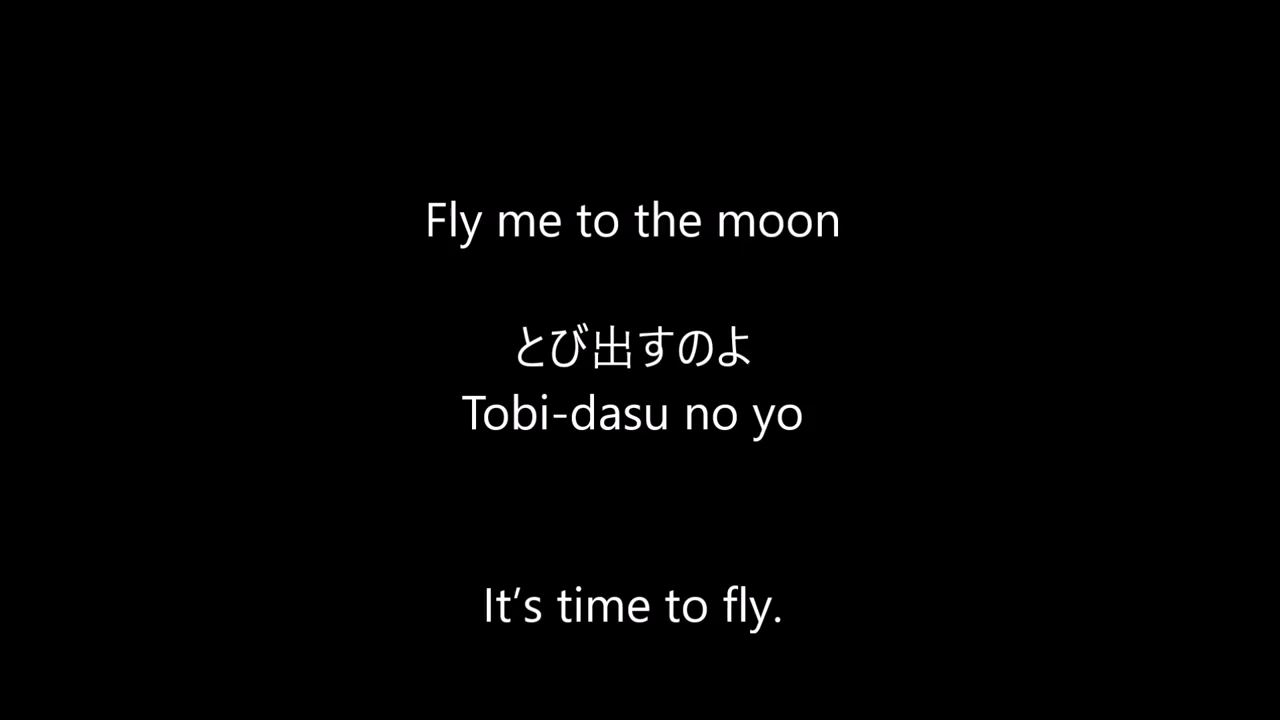 Fly me to the moon
とび出すのよ
Tobi-dasu no yo
It’s time to fly.